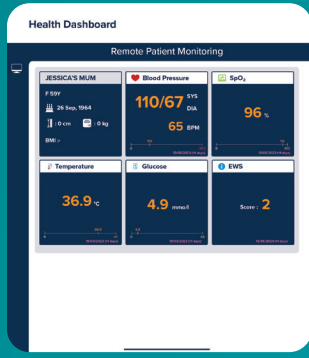 Health Dashboard
Remote Patient Monitoring
JESSICA'S MUM
F 59Y
26 Sep, 1964
: 0 cm : 0 kg
BMI :-
Blood Pressure
110/67 SYS
DIA
65 BPM
SpO₂
96 %
Temperature
36.9 °C
Glucose
4.9 mmo/l
EWS
Score : 2